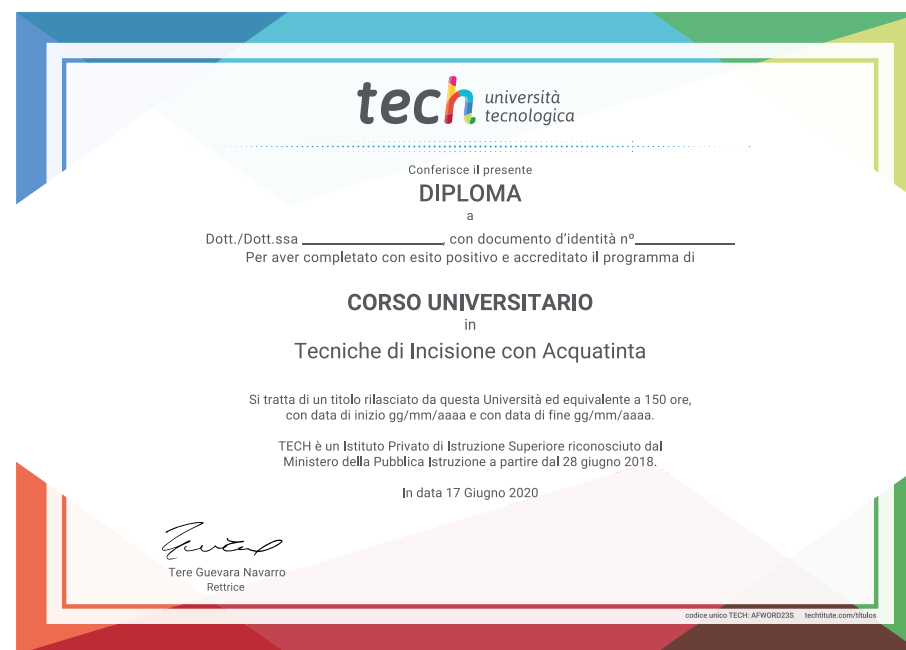 tech università
tecnologica
Conferisce il presente
DIPLOMA
a
Dott./Dott.ssa ____________________, con documento d'identità nº______________
Per aver completato con esito positivo e accreditato il programma di
CORSO UNIVERSITARIO
in
Tecniche di Incisione con Acquatinta
Si tratta di un titolo rilasciato da questa Università ed equivalente a 150 ore,
con data di inizio gg/mm/aaaa e con data di fine gg/mm/aaaa.
TECH è un Istituto Privato di Istruzione Superiore riconosciuto dal
Ministero della Pubblica Istruzione a partire dal 28 giugno 2018.
In data 17 Giugno 2020
Tere Guevara Navarro
Rettrice
codice unico TECH: AFWORD23S techtitute.com/titulos